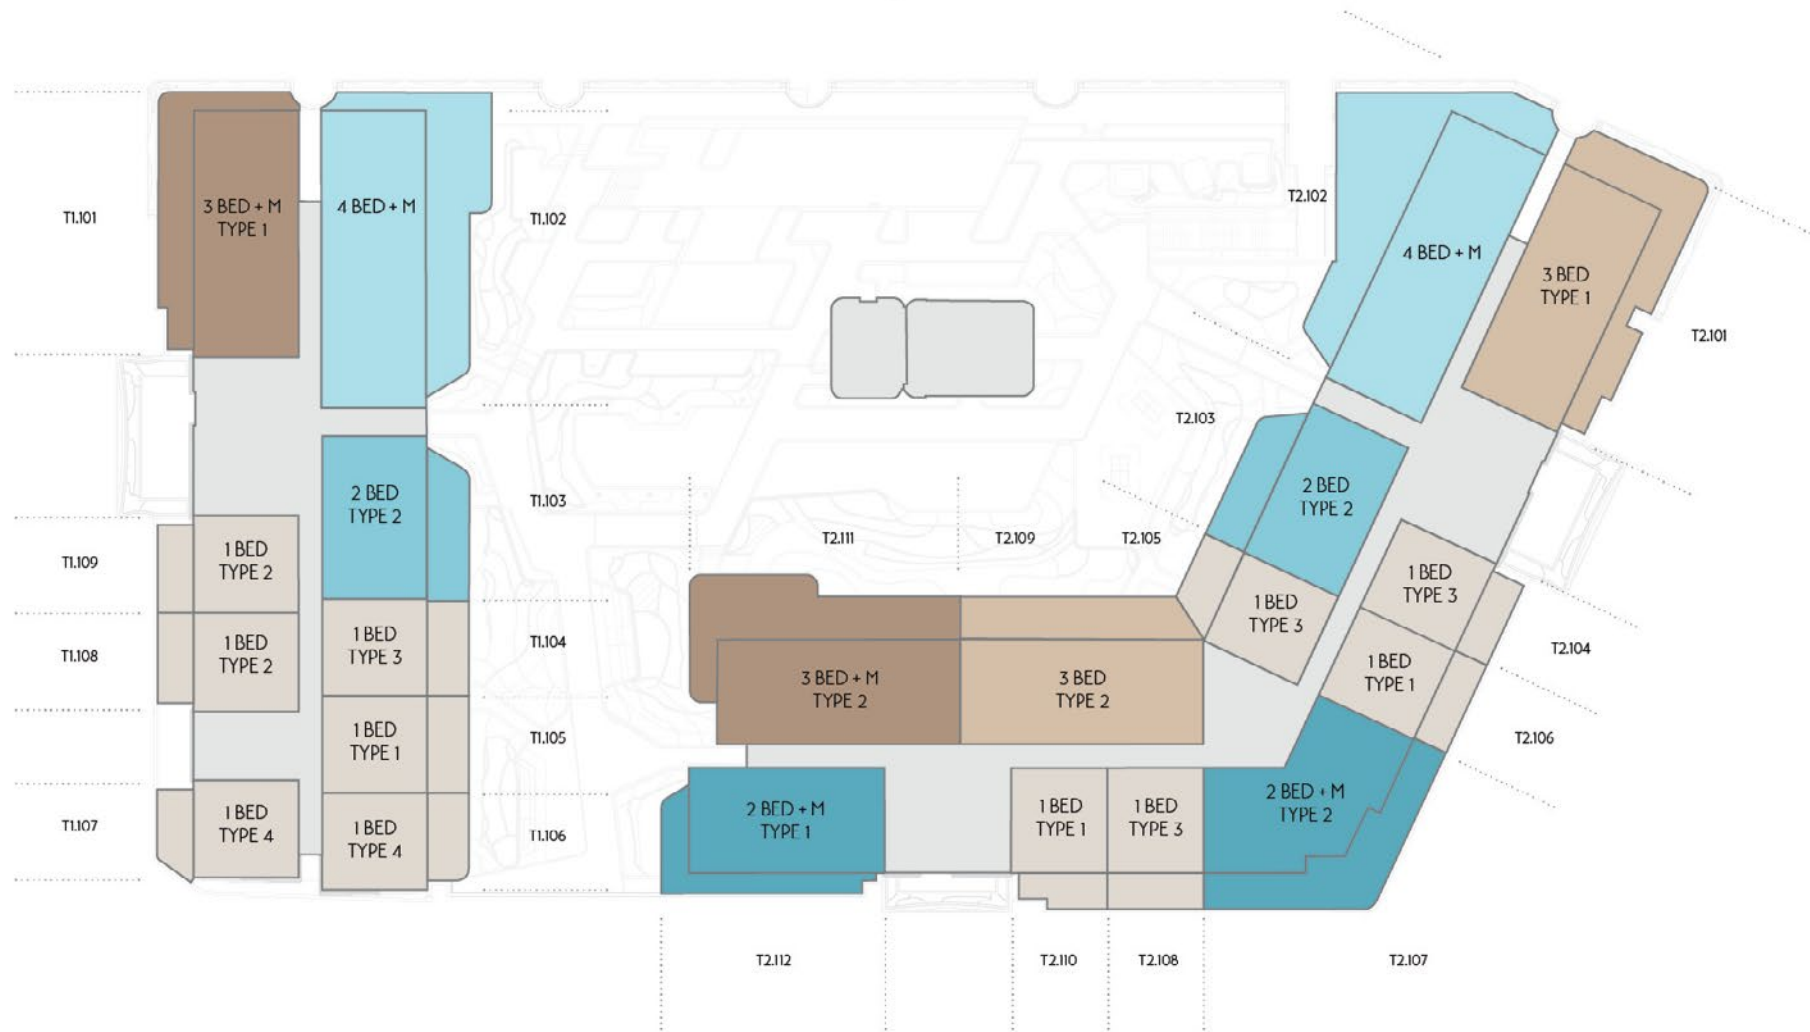 T1.101
3 BED + M
TYPE 1
4 BED + M
T1.102
2 BED
TYPE 2
T1.103
T1.109
1 BED
TYPE 2
T1.108
1 BED
TYPE 2
1 BED
TYPE 3
T1.104
1 BED
TYPE 1
T1.105
T1.107
1 BED
TYPE 4
1 BED
TYPE 4
T1.106
T2.102
4 BED + M
3 BED
TYPE 1
T2.101
T2.103
2 BED
TYPE 2
T2.111
T2.109
T2.105
1 BED
TYPE 3
1 BED
TYPE 3
T2.104
1 BED
TYPE 1
T2.106
3 BED + M
TYPE 2
3 BED
TYPE 2
2 BED + M
TYPE 1
1 BED
TYPE 1
1 BED
TYPE 3
2 BED + M
TYPE 2
T2.112
T2.110
T2.108
T2.107